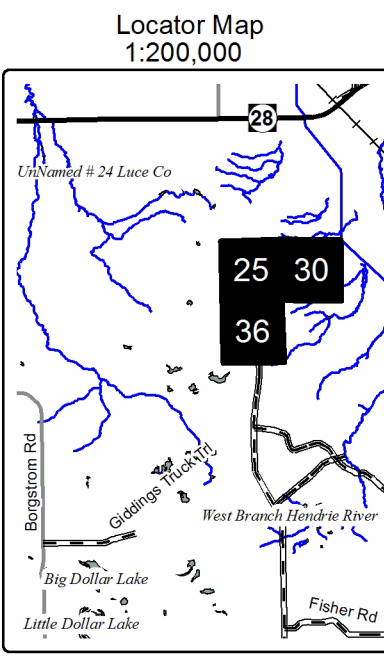 Locator Map
1:200,000
28
UnNamed # 24 Luce Co
25 30
36
Borgstrom Rd
Giddings Truck Trl
West Branch Hendrie River
Big Dollar Lake
Fisher Rd
Little Dollar Lake